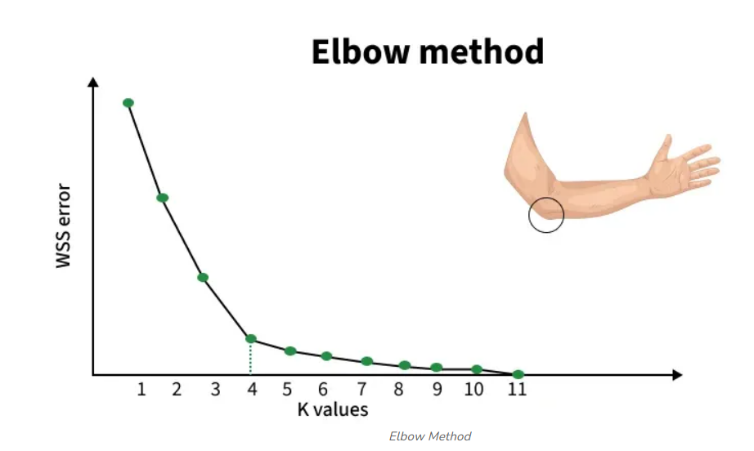 Elbow method
WSS error
1 2 3 4 5 6 7 8 9 10 11
K values
Elbow Method